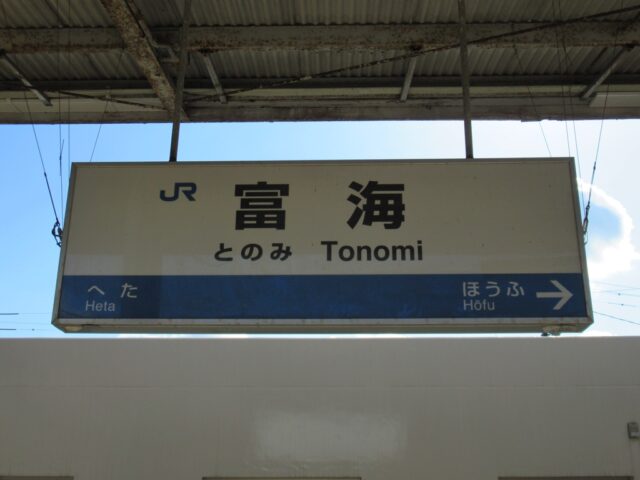 JR 富海
とのみ Tonomi
へた ほうふ →
Heta Hōfu